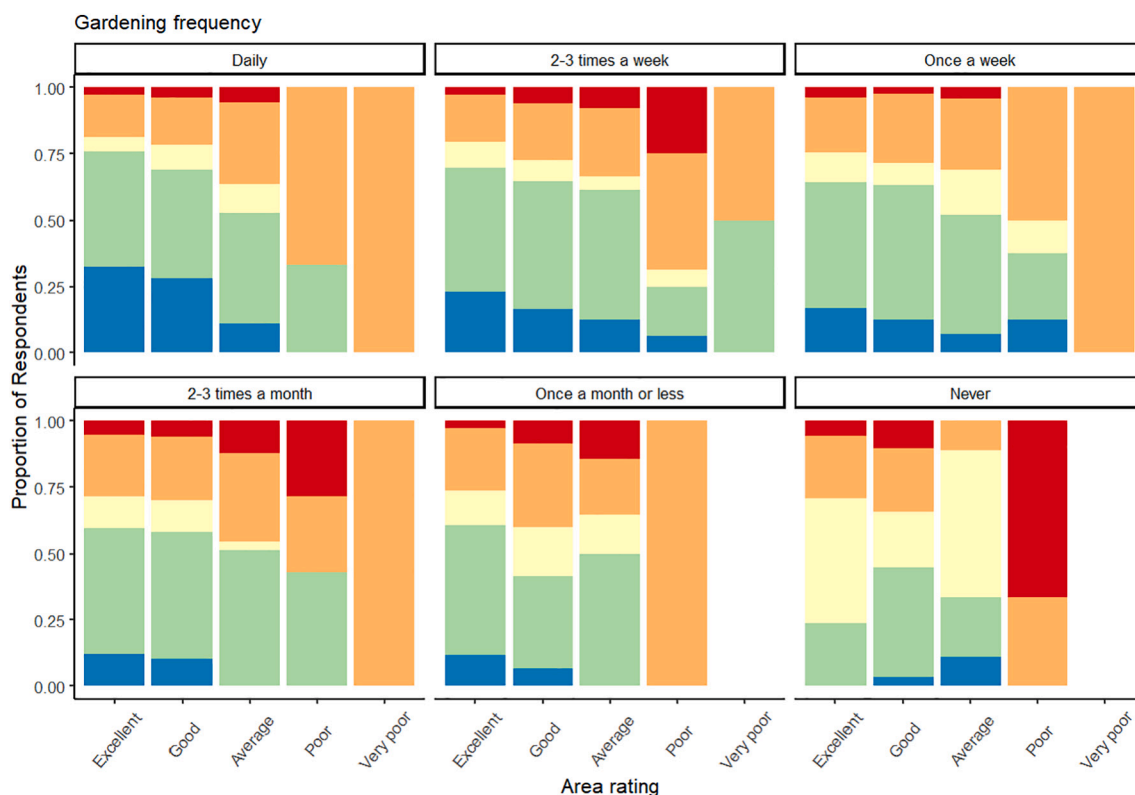 Gardening frequency
Daily
2-3 times a week
Once a week
1.00
0.75
0.50
0.25
0.00
2-3 times a month
Once a month or less
Never
1.00
0.75
0.50
0.25
0.00
Proportion of Respondents
Excellent
Good
Average
Poor
Very poor
Excellent
Good
Average
Poor
Very poor
Excellent
Good
Average
Poor
Very poor
Area rating